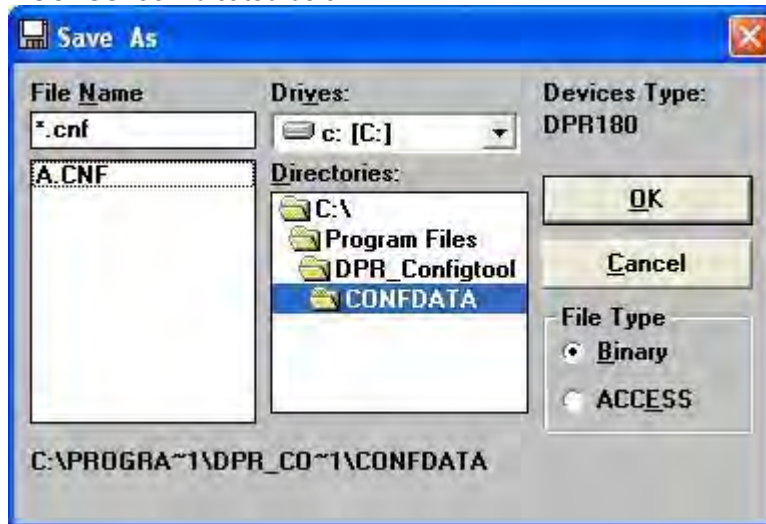 Save As
File Name
*.cnf
A.CNF
Drives:
c: [C:]
Directories:
C:\
Program Files
DPR_Configtool
CONFDATA
Devices Type:
DPR180
OK
Cancel
File Type
Binary
ACCESS
C:\PROGRA~1\DPR_CO~1\CONFDATA